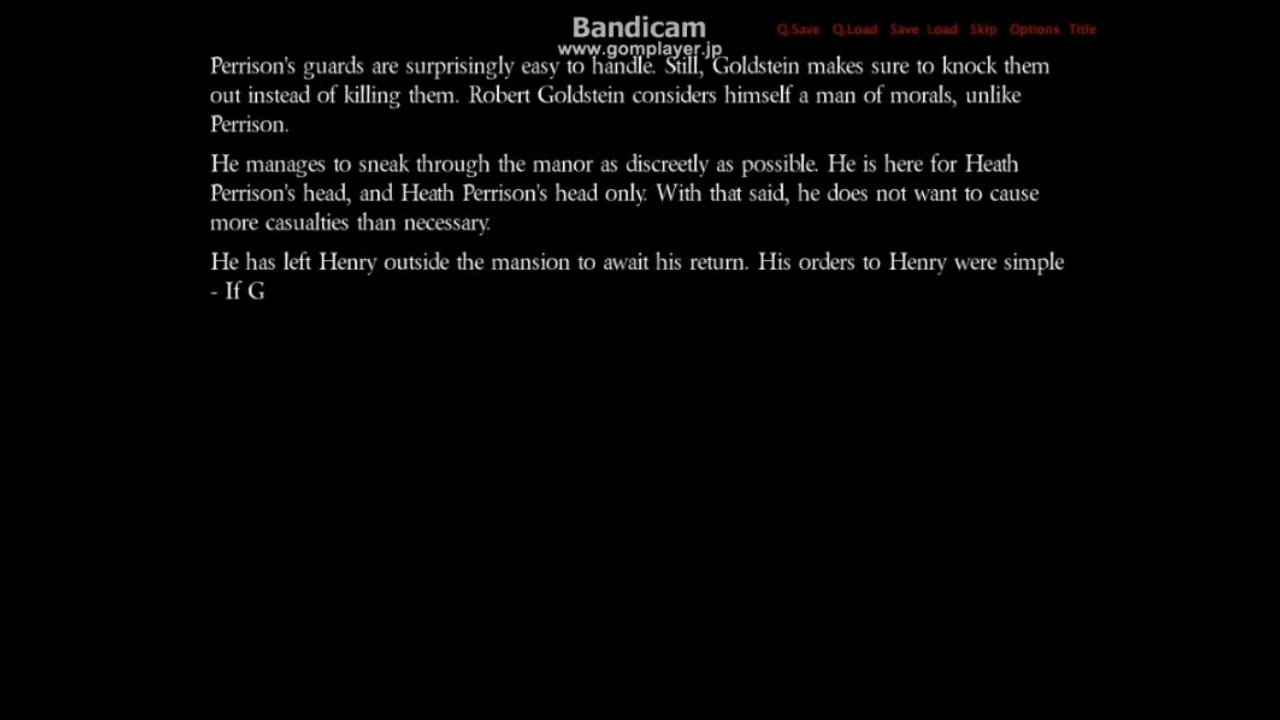 Bandicam
www.gomplayer.jp
Q.Save Q.Load Save Load Skip Options Title
Perrison's guards are surprisingly easy to handle. Still, Goldstein makes sure to knock them
out instead of killing them. Robert Goldstein considers himself a man of morals, unlike
Perrison.
He manages to sneak through the manor as discreetly as possible. He is here for Heath
Perrison's head, and Heath Perrison's head only. With that said, he does not want to cause
more casualties than necessary.
He has left Henry outside the mansion to await his return. His orders to Henry were simple
- If G